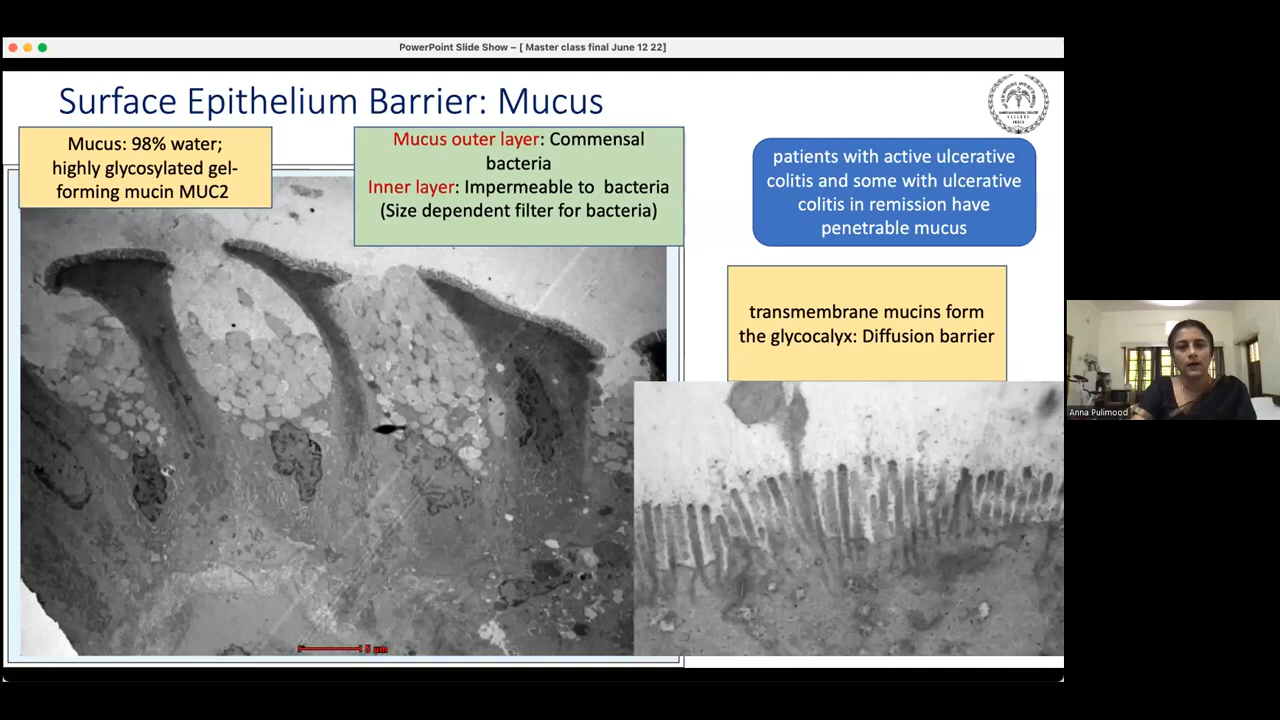 PowerPoint Slide Show – [ Master class final June 12 22]
Surface Epithelium Barrier: Mucus
Mucus: 98% water;
highly glycosylated gel-
forming mucin MUC2
Mucus outer layer: Commensal
bacteria
Inner layer: Impermeable to bacteria
(Size dependent filter for bacteria)
patients with active ulcerative
colitis and some with ulcerative
colitis in remission have
penetrable mucus
transmembrane mucins form
the glycocalyx: Diffusion barrier
5 µm
Anna Pulimood